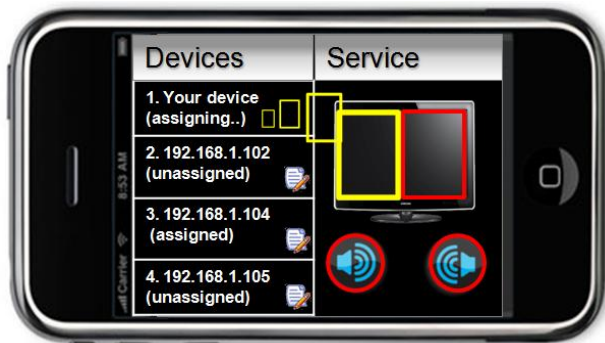 Devices
Service
1. Your device
(assigning..)
2. 192.168.1.102
(unassigned)
3. 192.168.1.104
(assigned)
4. 192.168.1.105
(unassigned)
8:53 AM
Carrier